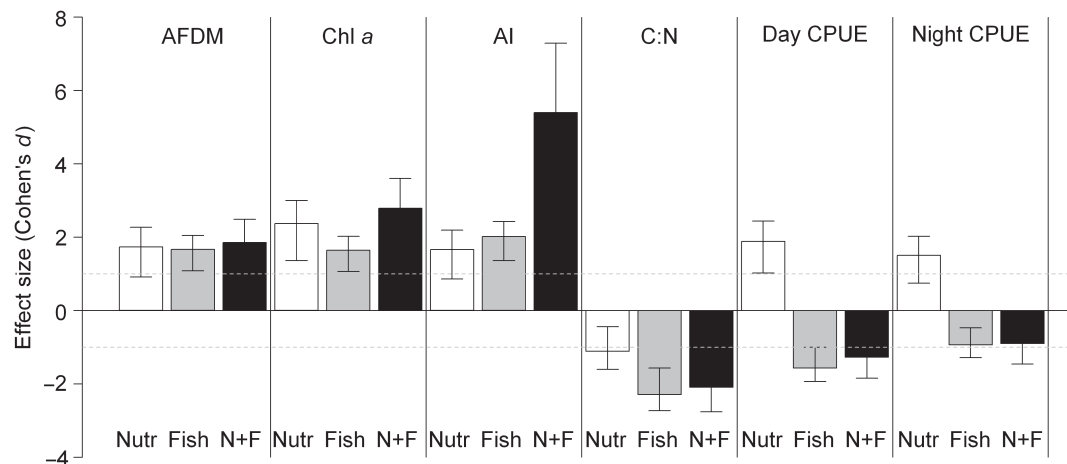 AFDM Chl a AI C:N Day CPUE Night CPUE
Effect size (Cohen's d)
8
6
4
2
0
−2
−4
Nutr Fish N+F Nutr Fish N+F Nutr Fish N+F Nutr Fish N+F Nutr Fish N+F Nutr Fish N+F